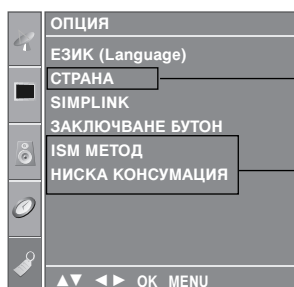 ОПЦИЯ
ЕЗИК (Language)
СТРАНА
SIMPLINK
ЗАКЛЮЧВАНЕ БУТОН
ISM МЕТОД
НИСКА КОНСУМАЦИЯ
▲▼ ◄► OK MENU